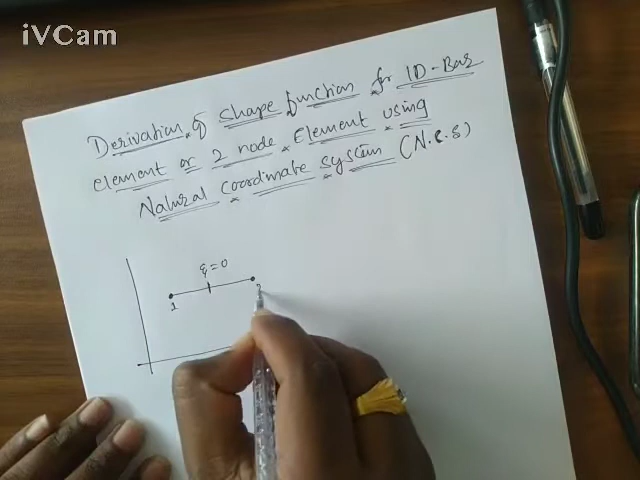 iVCam
Derivation of Shape function for 1D-Bar
element or 2 node Element using
Natural Coordinate system (N.C.S)
ξ=0
1
2